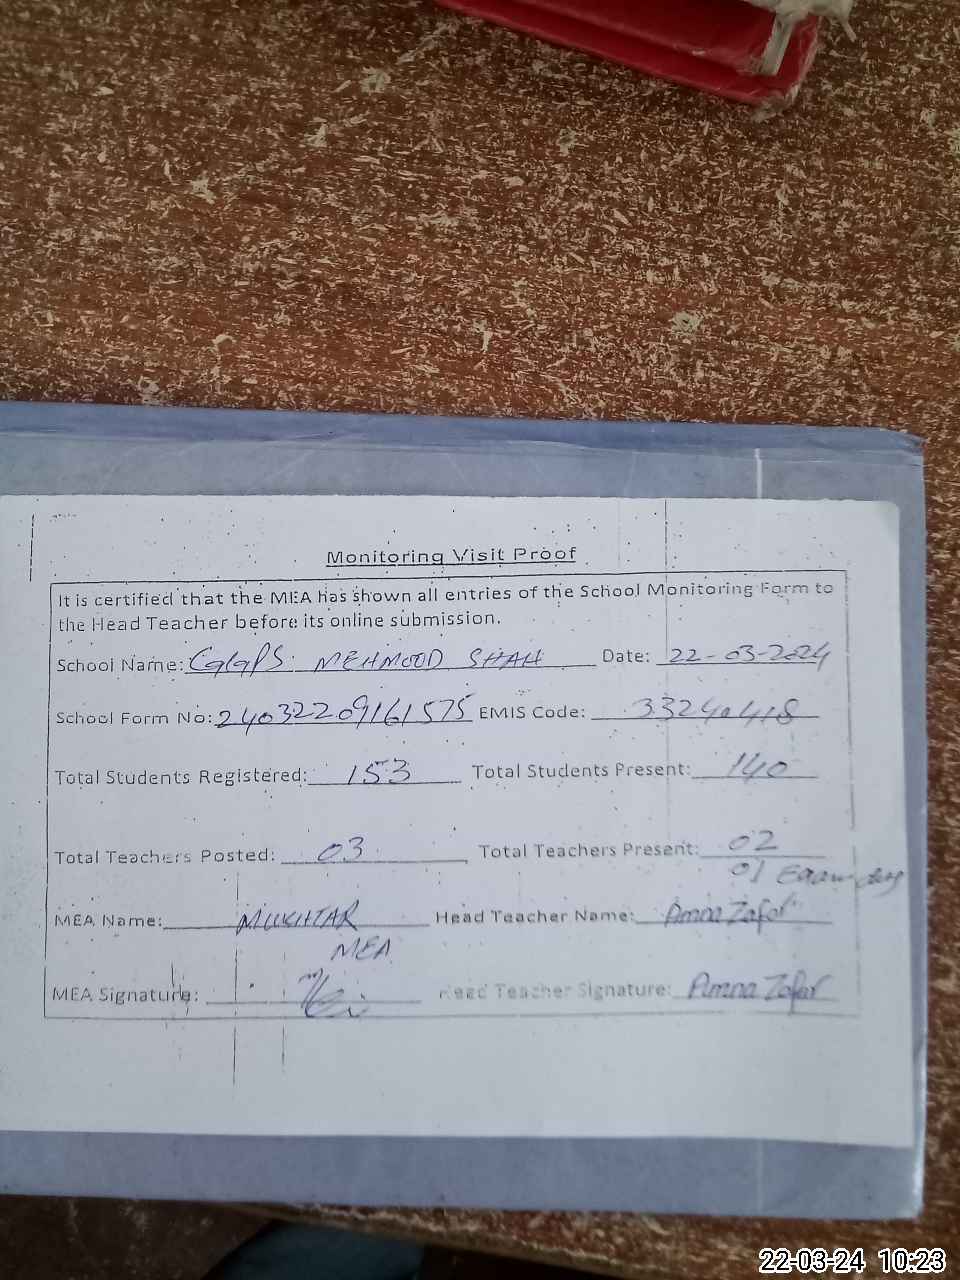 Monitoring Visit Proof
It is certified that the MEA has shown all entries of the School Monitoring Form to
the Head Teacher before its online submission.
School Name: GGPS MEHMOOD SHAH Date: 22-03-2024
School Form No: 240322209161575 EMIS Code: 33240418
Total Students Registered: 153 Total Students Present: 140
Total Teachers Posted: 03 Total Teachers Present: 02
01 Exam duty
MEA Name: MUKHTAR Head Teacher Name: Amna Zafar
MEA
MEA Signature: Head Teacher Signature: Amna Zafar
22-03-24 10:23